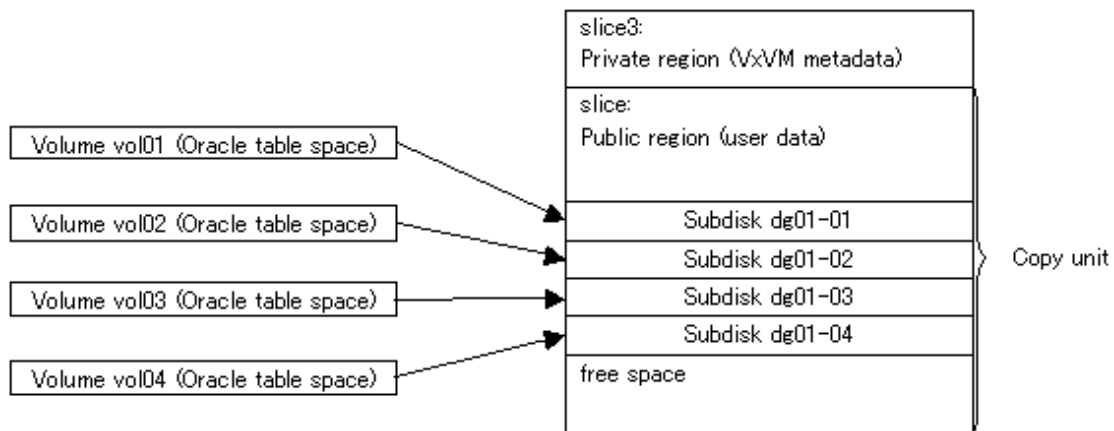 slice3:
Private region (VxVM metadata)
slice:
Public region (user data)
Volume vol01 (Oracle table space)
Volume vol02 (Oracle table space)
Volume vol03 (Oracle table space)
Volume vol04 (Oracle table space)
Subdisk dg01-01
Subdisk dg01-02
Subdisk dg01-03
Subdisk dg01-04
free space
Copy unit